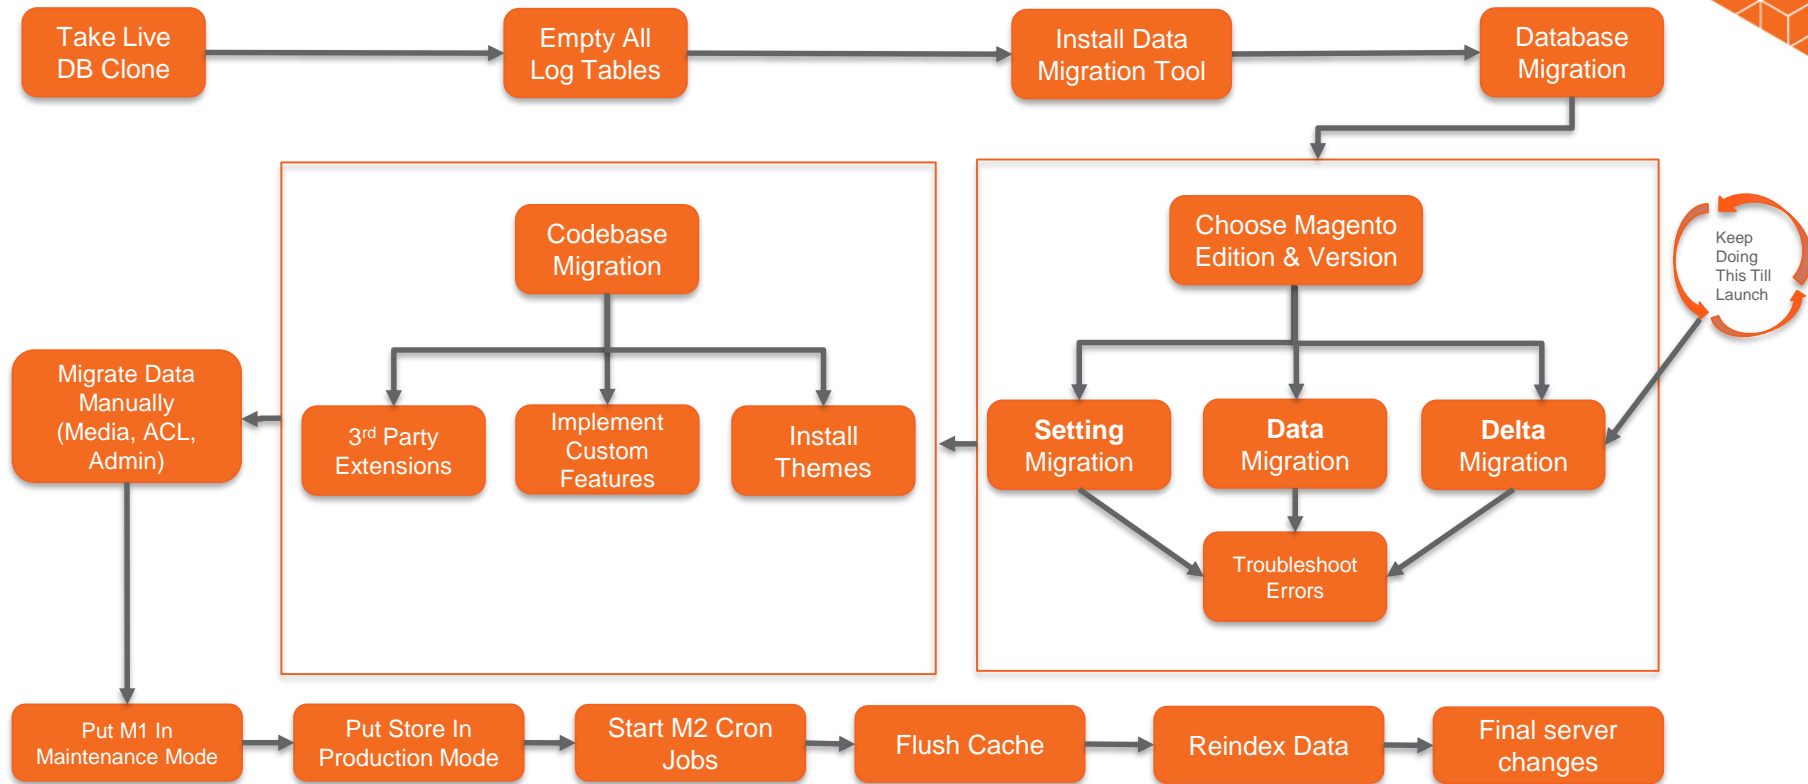 Take Live
DB Clone
Empty All
Log Tables
Install Data
Migration Tool
Database
Migration
Choose Magento
Edition & Version
Keep
Doing
This Till
Launch
Setting
Migration
Data
Migration
Delta
Migration
Troubleshoot
Errors
Codebase
Migration
3rd Party
Extensions
Implement
Custom
Features
Install
Themes
Migrate Data
Manually
(Media, ACL,
Admin)
Put M1 In
Maintenance Mode
Put Store In
Production Mode
Start M2 Cron
Jobs
Flush Cache
Reindex Data
Final server
changes